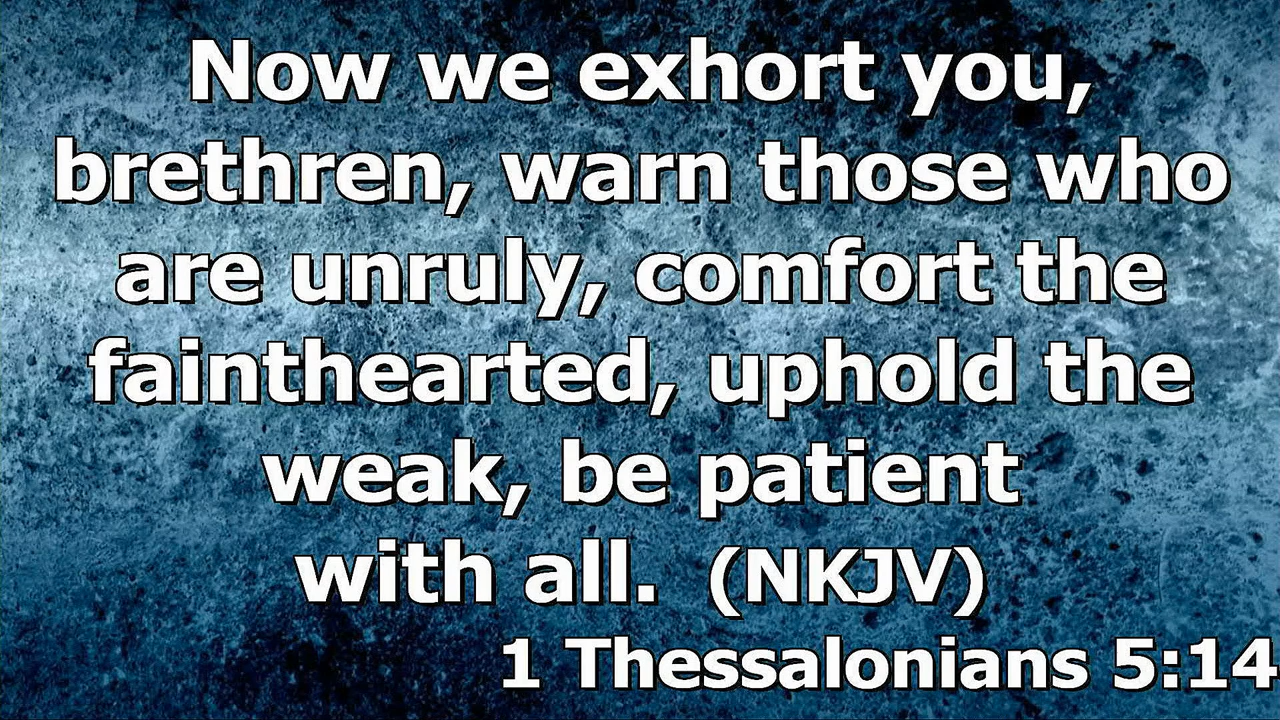 Now we exhort you,
brethren, warn those who
are unruly, comfort the
fainthearted, uphold the
weak, be patient
with all.  (NKJV)
1 Thessalonians 5:14